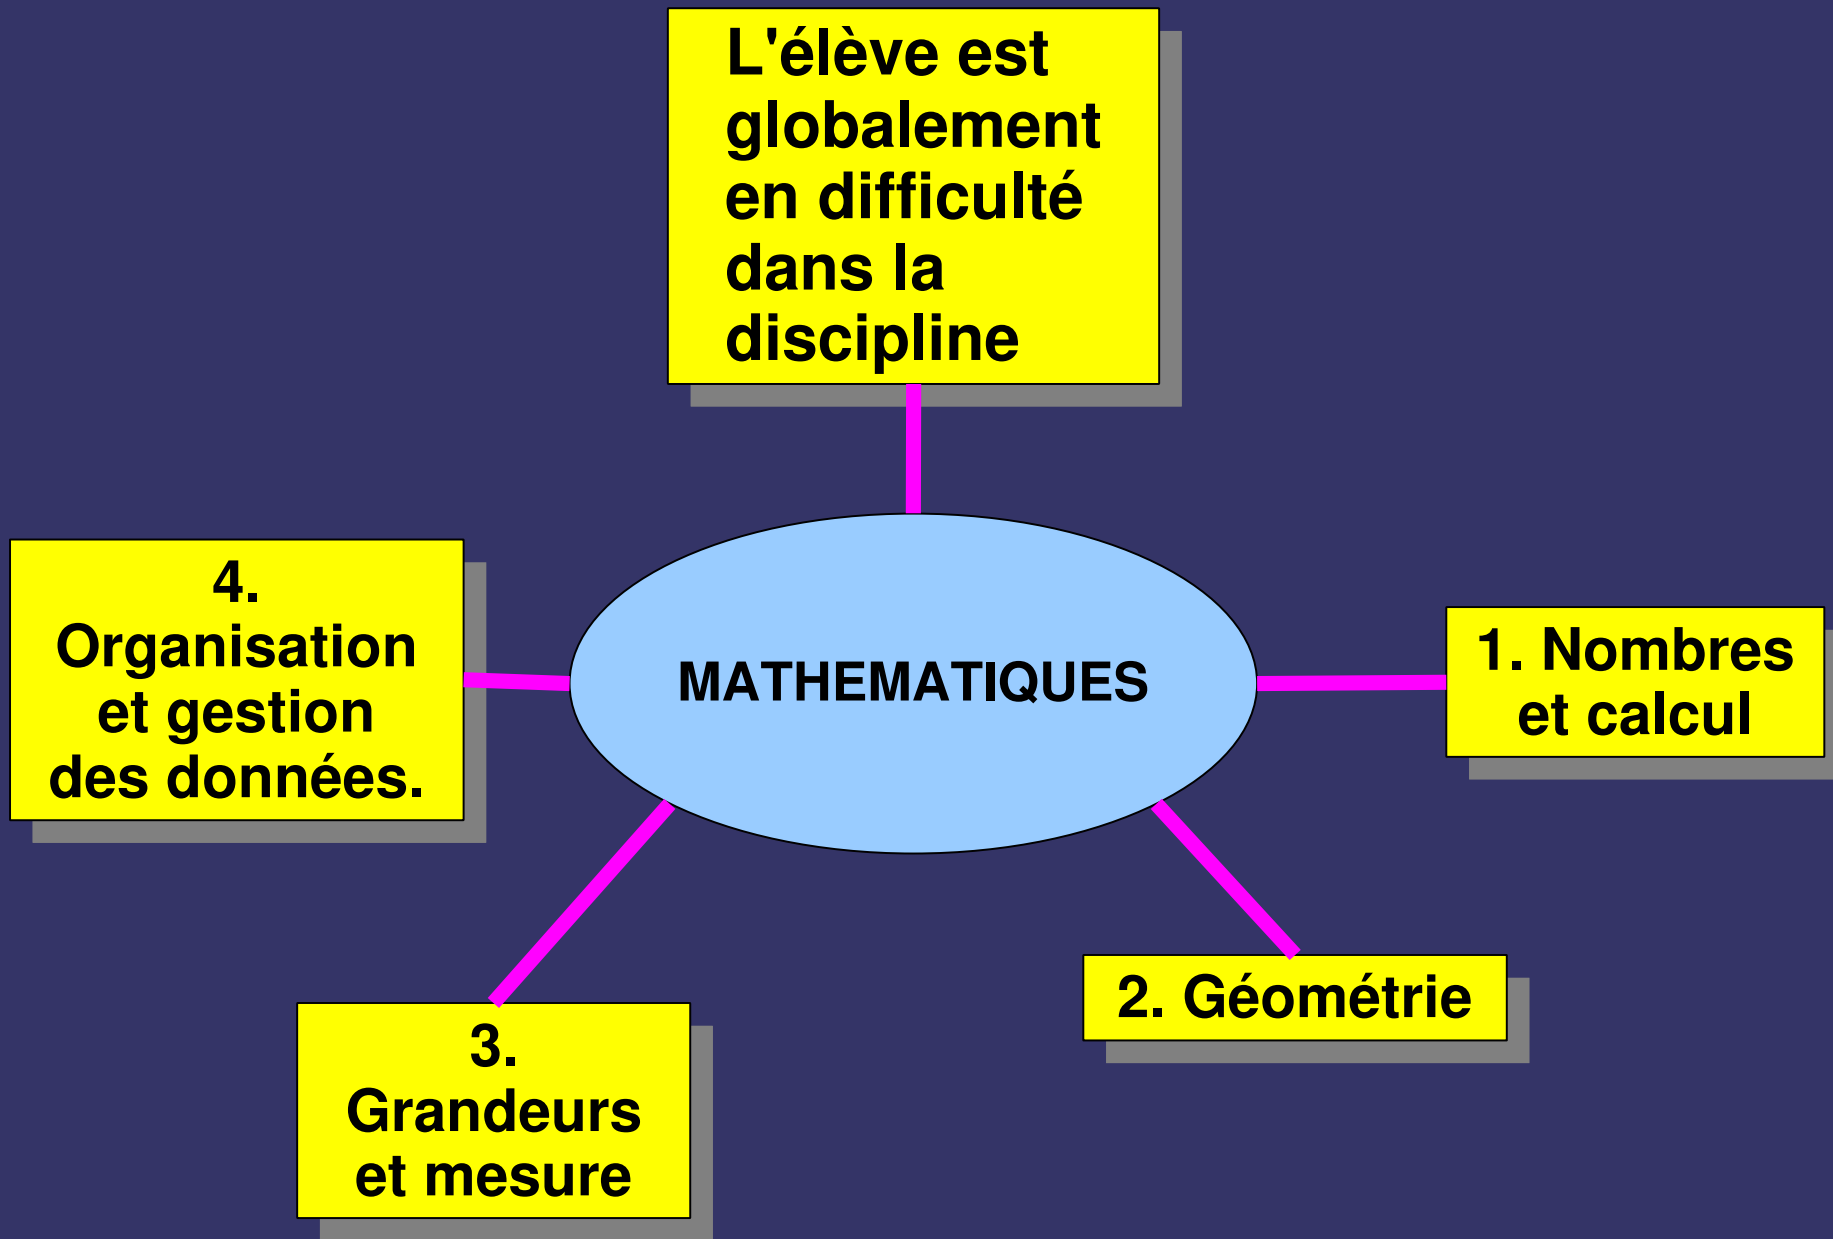 L'élève est
globalement
en difficulté
dans la
discipline
4.
Organisation
et gestion
des données.
MATHEMATIQUES
1. Nombres
et calcul
2. Géométrie
3.
Grandeurs
et mesure